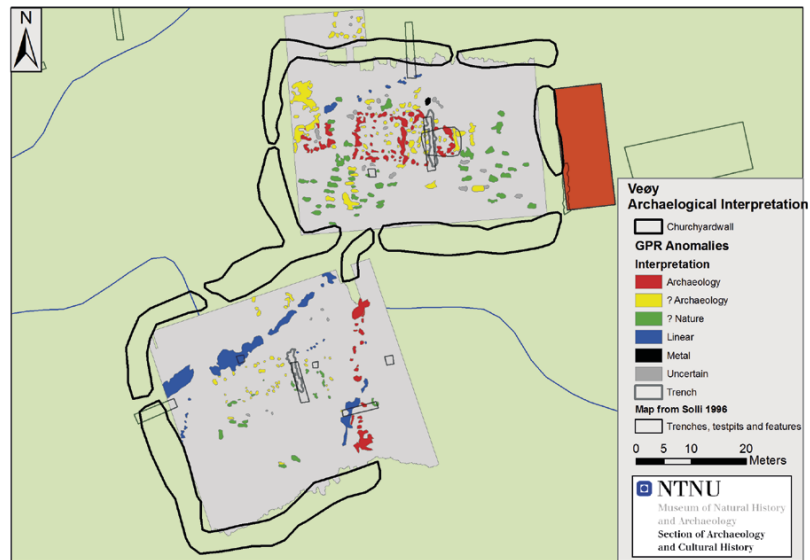 N
Veøy
Archaelogical Interpretation
Churchyardwall
GPR Anomalies
Interpretation
Archaeology
? Archaeology
? Nature
Linear
Metal
Uncertain
Trench
Map from Solli 1996
Trenches, testpits and features
0 5 10 20
Meters
NTNU
Museum of Natural History
and Archaeology
Section of Archaeology
and Cultural History